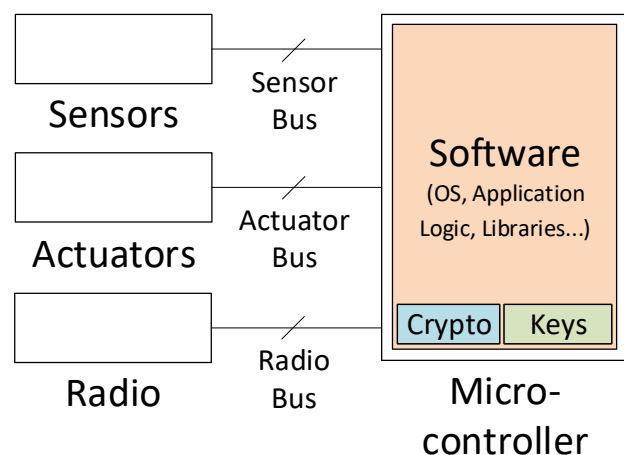 Sensors
Sensor
Bus
Actuators
Actuator
Bus
Radio
Radio
Bus
Software
(OS, Application
Logic, Libraries...)
Crypto
Keys
Micro-
controller